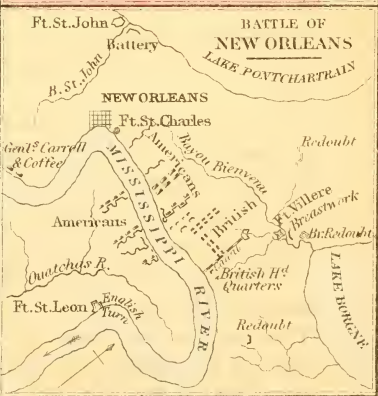 BATTLE OF
NEW ORLEANS
Ft.St.John
Battery
B. St. John
LAKE PONTCHARTRAIN
NEW ORLEANS
Ft.St.Charles
Genls. Carroll
& Coffee
MISSISSIPPI RIVER
Americans
Bayou Bienvenu
Redoubt
Americans
British
Ft.Villere
(Breastwork
Br.Redoubt
British Hd.
Quarters
LAKE BORGNE
Ouatchas R.
Ft.St.Leon
English
Turn
Redoubt